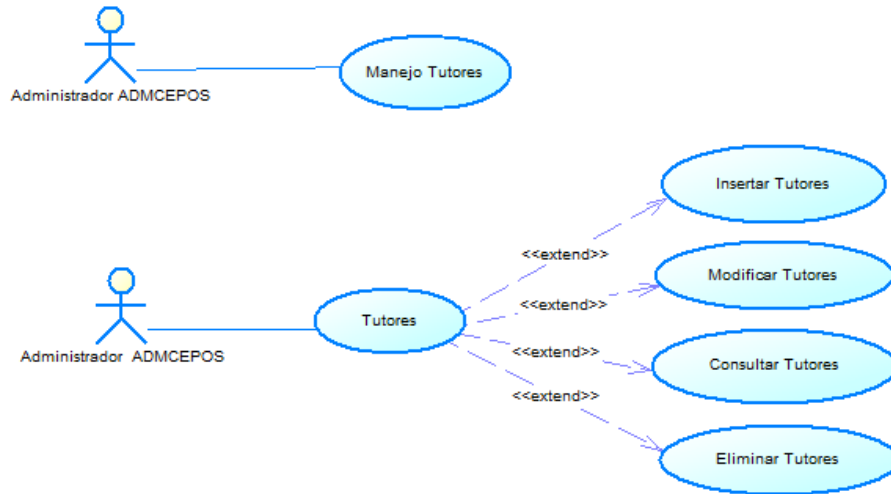 Manejo Tutores
Administrador ADMCEPOS
Insertar Tutores
<<extend>>
Modificar Tutores
<<extend>>
Tutores
Administrador ADMCEPOS
<<extend>>
Consultar Tutores
<<extend>>
Eliminar Tutores